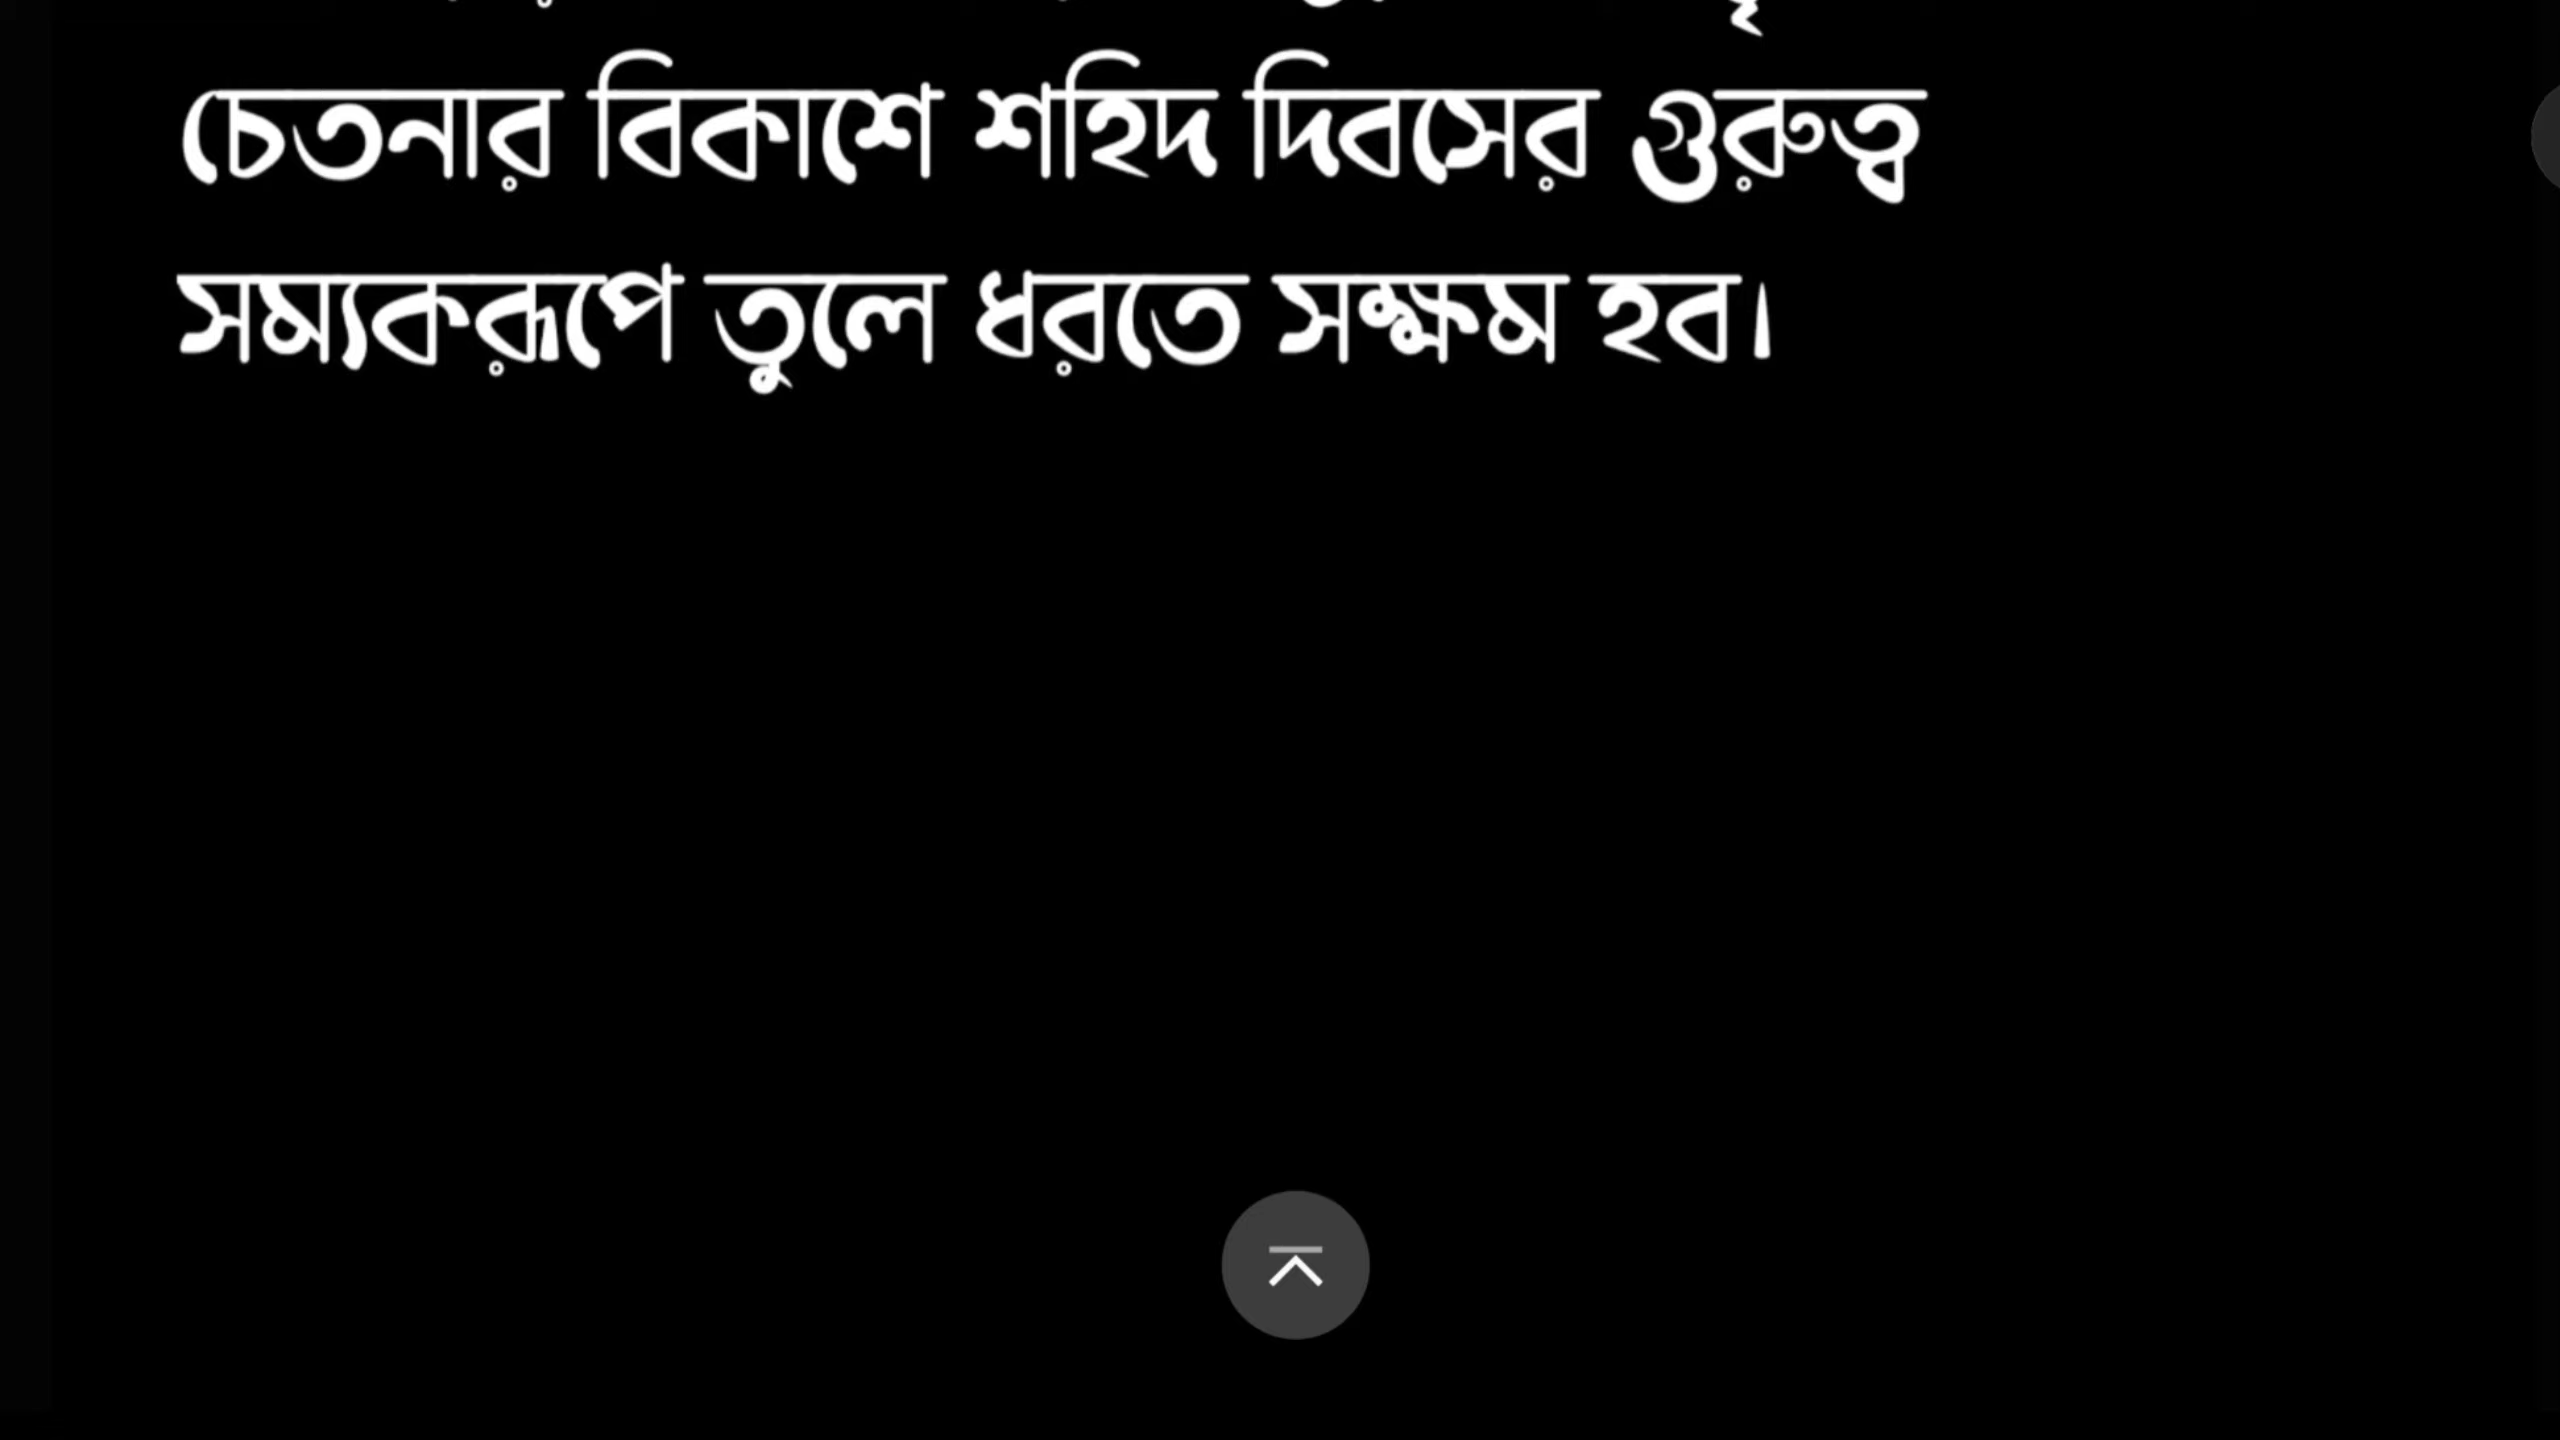 চেতনার বিকাশে শহিদ দিবসের গুরুত্ব
সম্যকরূপে তুলে ধরতে সক্ষম হব।